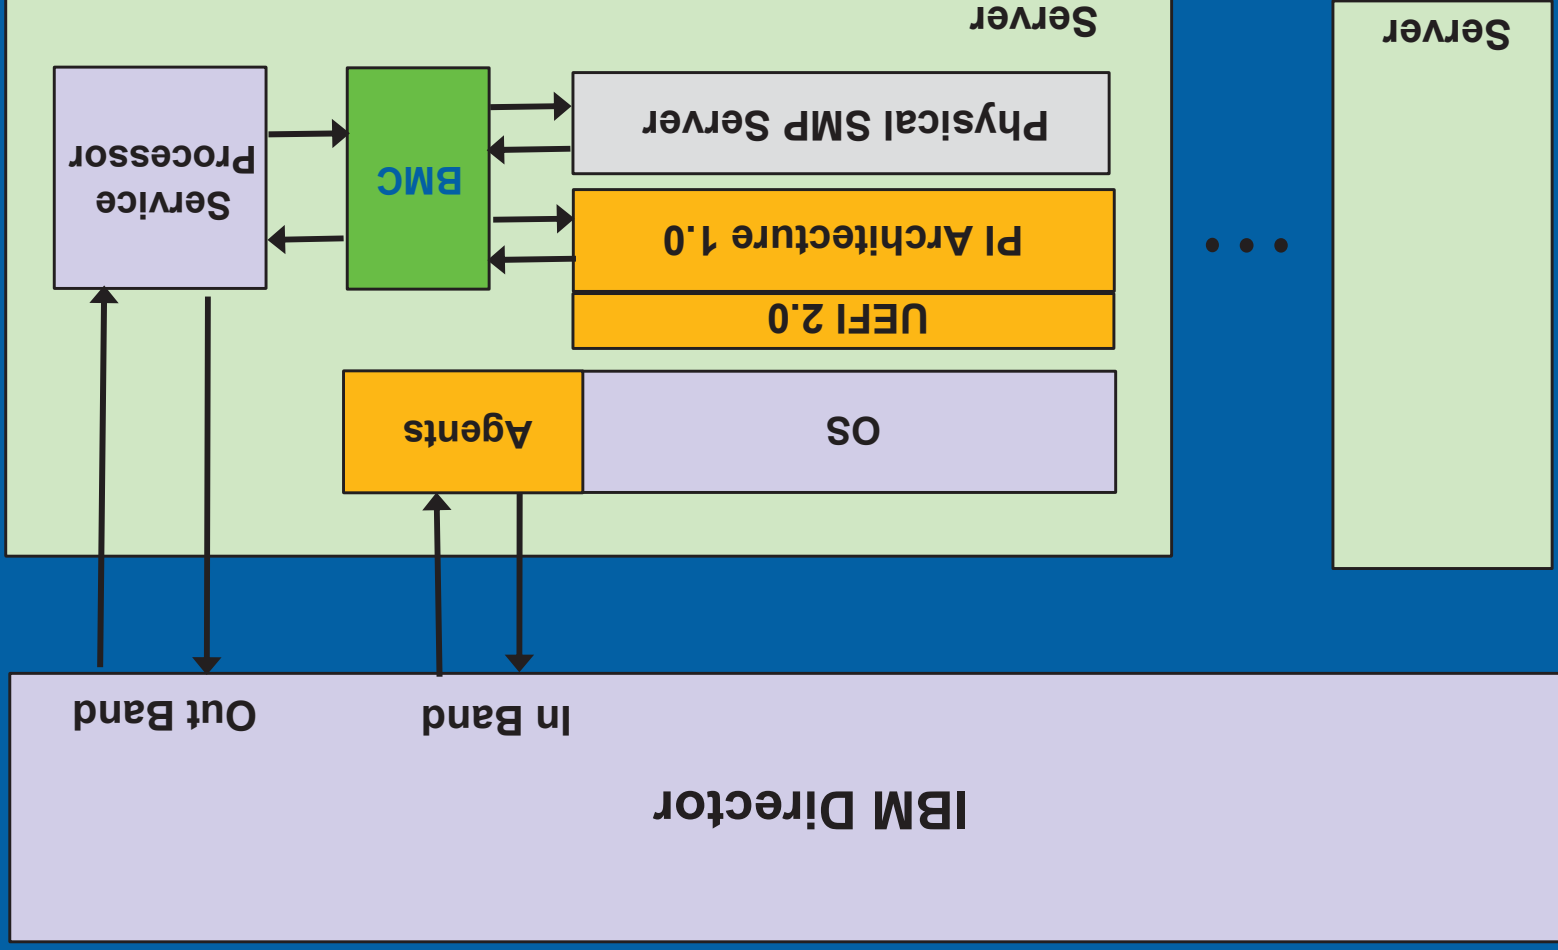 IBM Director
In Band
Out Band
OS
Agents
UEFI 2.0
PI Architecture 1.0
BMC
Service
Processor
Physical SMP Server
Server
Server